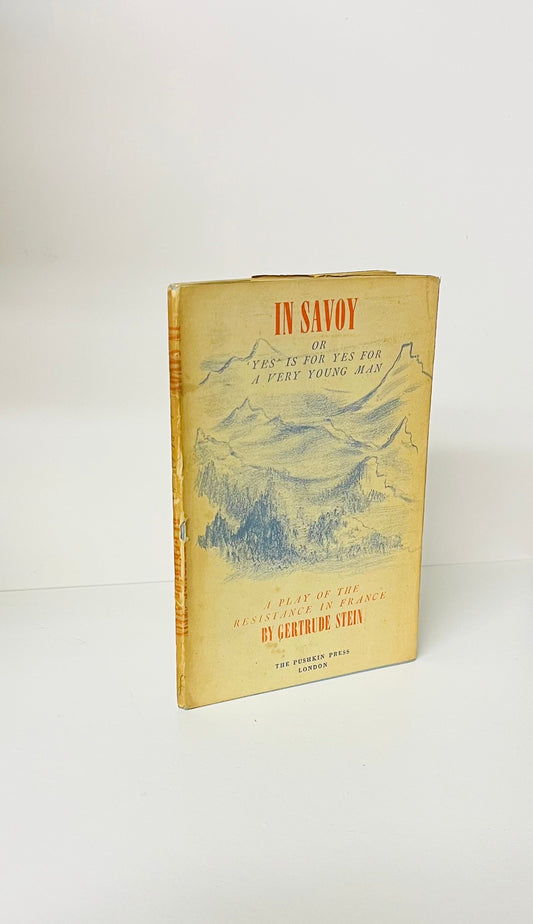 IN SAVOY
OR
'YES' IS FOR YES FOR
A VERY YOUNG MAN
A PLAY OF THE
RESISTANCE IN FRANCE
BY GERTRUDE STEIN
THE PUSHKIN PRESS
LONDON